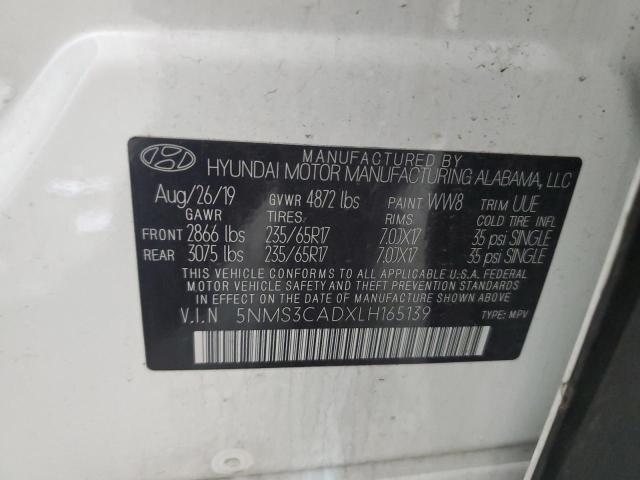 MANUFACTURED BY
HYUNDAI MOTOR MANUFACTURING ALABAMA, LLC
Aug/26/19 GVWR 4872 lbs PAINT WW8 TRIM UUE
GAWR TIRES RIMS COLD TIRE INFL
FRONT 2866 lbs 235/65R17 7.0JX17 35 psi SINGLE
REAR 3075 lbs 235/65R17 7.0JX17 35 psi SINGLE
THIS VEHICLE CONFORMS TO ALL APPLICABLE U.S.A. FEDERAL
MOTOR VEHICLE SAFETY AND THEFT PREVENTION STANDARDS
IN EFFECT ON THE DATE OF MANUFACTURE SHOWN ABOVE.
V.I.N 5NMS3CADXLH165139 TYPE: MPV